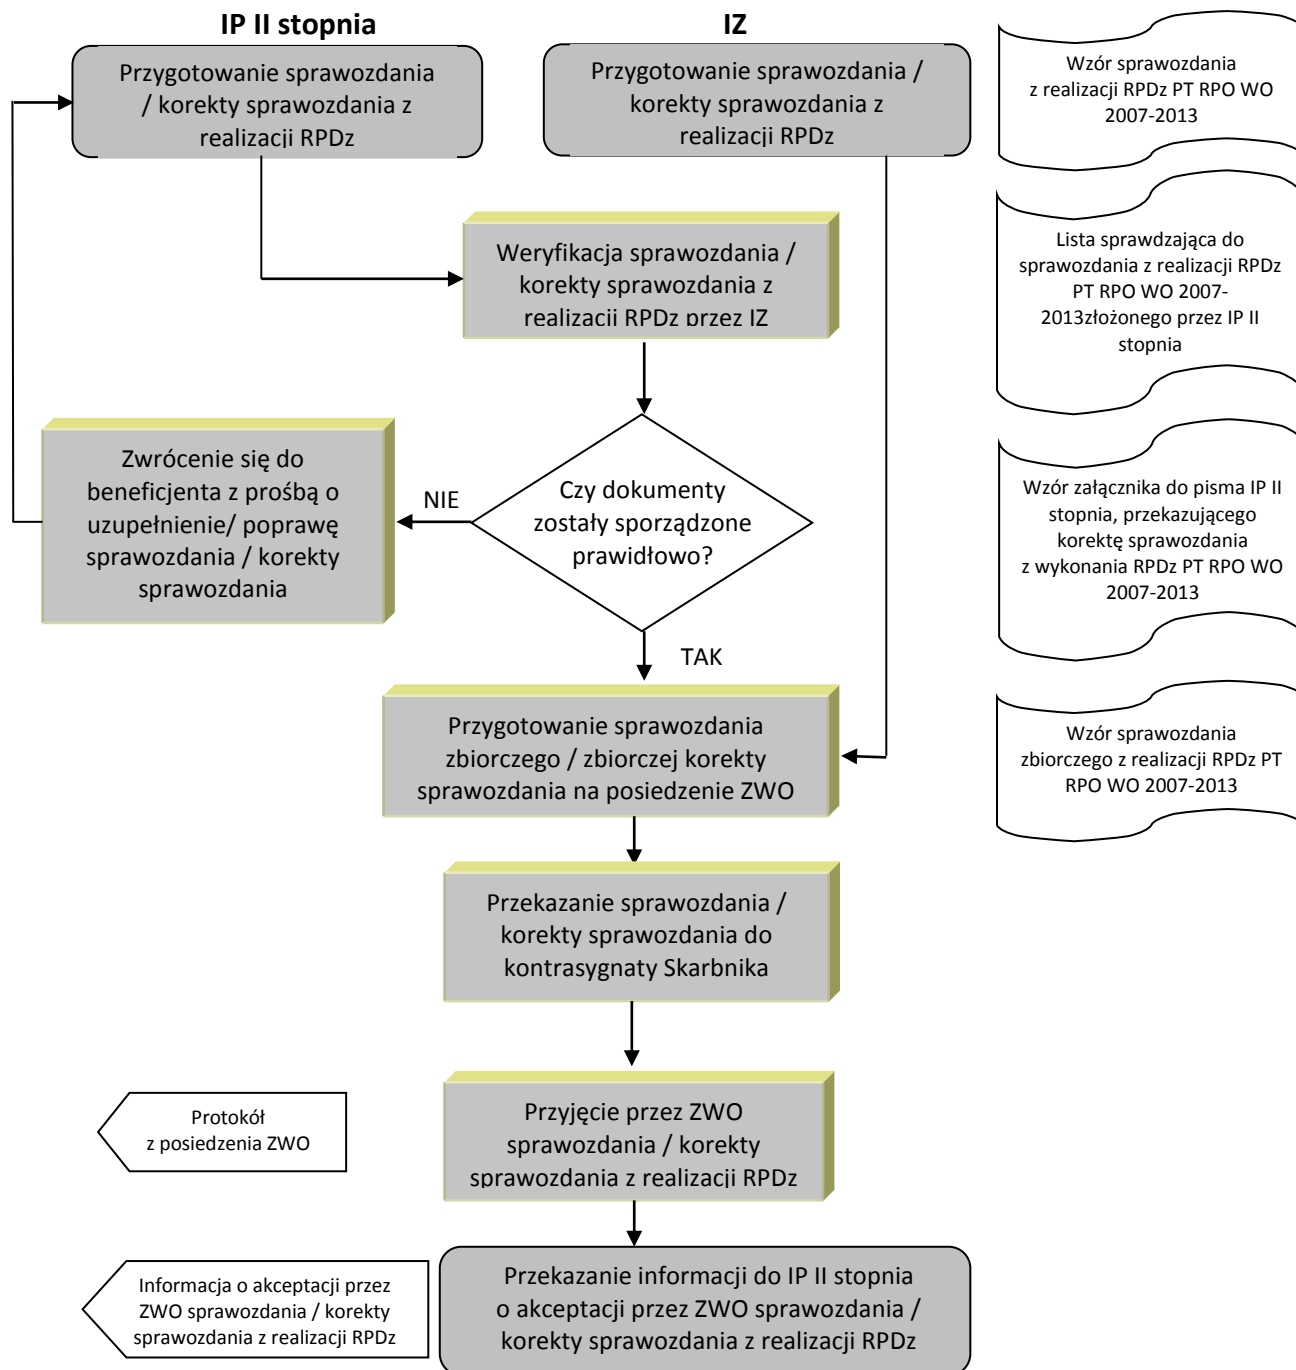 IP II stopnia
IZ
Przygotowanie sprawozdania
/ korekty sprawozdania z
realizacji RPDz
Przygotowanie sprawozdania /
korekty sprawozdania z
realizacji RPDz
Wzór sprawozdania
z realizacji RPDz PT RPO WO
2007-2013
Weryfikacja sprawozdania /
korekty sprawozdania z
realizacji RPDz przez IZ
Lista sprawdzająca do
sprawozdania z realizacji RPDz
PT RPO WO 2007-
2013złożonego przez IP II
stopnia
Zwrócenie się do
beneficjenta z prośbą o
uzupełnienie/ poprawę
sprawozdania / korekty
sprawozdania
NIE
Czy dokumenty
zostały sporządzone
prawidłowo?
Wzór załącznika do pisma IP II
stopnia, przekazującego
korektę sprawozdania
z wykonania RPDz PT RPO WO
2007-2013
TAK
Przygotowanie sprawozdania
zbiorczego / zbiorczej korekty
sprawozdania na posiedzenie ZWO
Wzór sprawozdania
zbiorczego z realizacji RPDz PT
RPO WO 2007-2013
Przekazanie sprawozdania /
korekty sprawozdania do
kontrasygnaty Skarbnika
Protokół
z posiedzenia ZWO
Przyjęcie przez ZWO
sprawozdania / korekty
sprawozdania z realizacji RPDz
Informacja o akceptacji przez
ZWO sprawozdania / korekty
sprawozdania z realizacji RPDz
Przekazanie informacji do IP II stopnia
o akceptacji przez ZWO sprawozdania /
korekty sprawozdania z realizacji RPDz